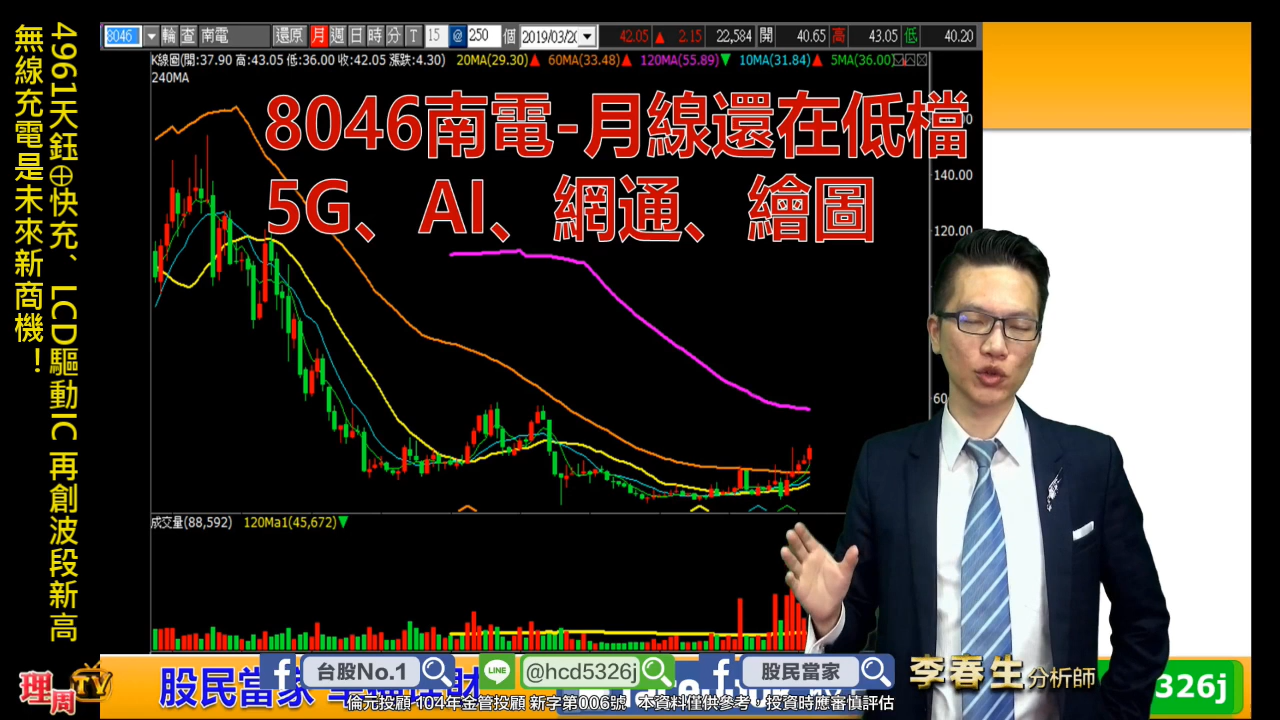 4961天鈺⊕快充、LCD驅動IC 再創波段新高
無線充電是未來新商機！
8046 輪 查 南電 還原 月 週 日 時 分 T 15 @ 250 個 2019/03/20 42.05 ▲ 2.15 22,584 開 40.65 高 43.05 低 40.20
K線圖(開:37.90 高:43.05 低:36.00 收:42.05 漲跌:4.30) 20MA(29.30)▲ 60MA(33.48)▲ 120MA(55.89)▼ 10MA(31.84)▲ 5MA(36.00)
240MA
8046南電-月線還在低檔
5G、AI、網通、繪圖
140.00
120.00
60
成交量(88,592) 120Ma1(45,672)▼
理周TV
股民當家
台股No.1
LINE
@hcd5326j
股民當家
李春生分析師
326j
倫元投顧 104年金管投顧 新字第006號 本資料僅供參考，投資時應審慎評估